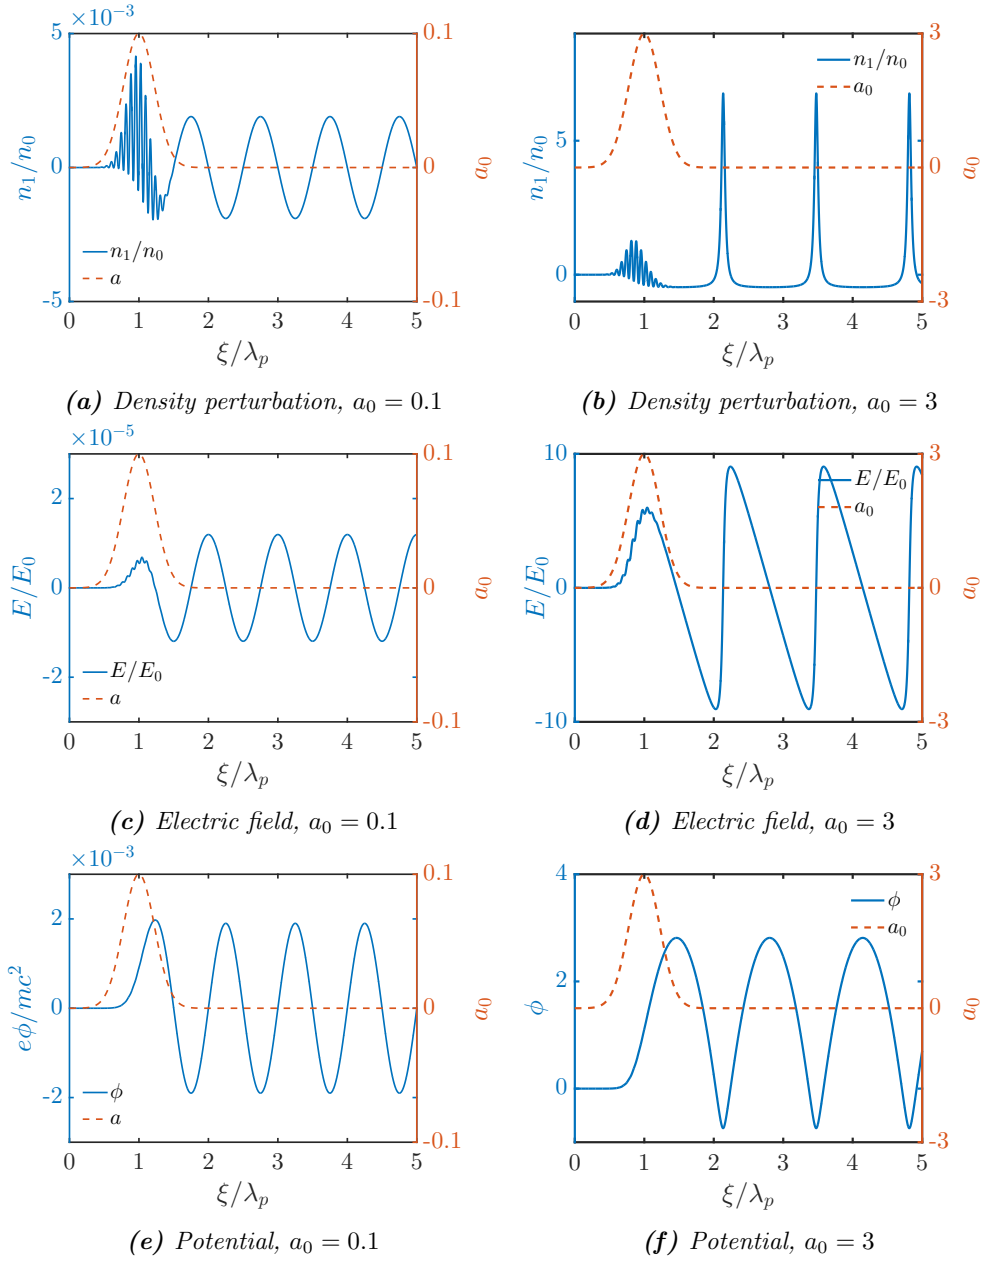 ×10⁻³
5
0
-5
n₁/n₀
0.1
0
-0.1
a₀
n₁/n₀
a
0 1 2 3 4 5
ξ/λₚ
(a) Density perturbation, a₀ = 0.1
5
0
n₁/n₀
3
0
-3
a₀
n₁/n₀
a₀
0 1 2 3 4 5
ξ/λₚ
(b) Density perturbation, a₀ = 3
×10⁻⁵
2
0
-2
E/E₀
0.1
0
-0.1
a₀
E/E₀
a
0 1 2 3 4 5
ξ/λₚ
(c) Electric field, a₀ = 0.1
10
0
-10
E/E₀
3
0
-3
a₀
E/E₀
a₀
0 1 2 3 4 5
ξ/λₚ
(d) Electric field, a₀ = 3
×10⁻³
2
0
-2
eϕ/mc²
0.1
0
-0.1
a₀
ϕ
a
0 1 2 3 4 5
ξ/λₚ
(e) Potential, a₀ = 0.1
4
2
0
ϕ
3
0
-3
a₀
ϕ
a₀
0 1 2 3 4 5
ξ/λₚ
(f) Potential, a₀ = 3